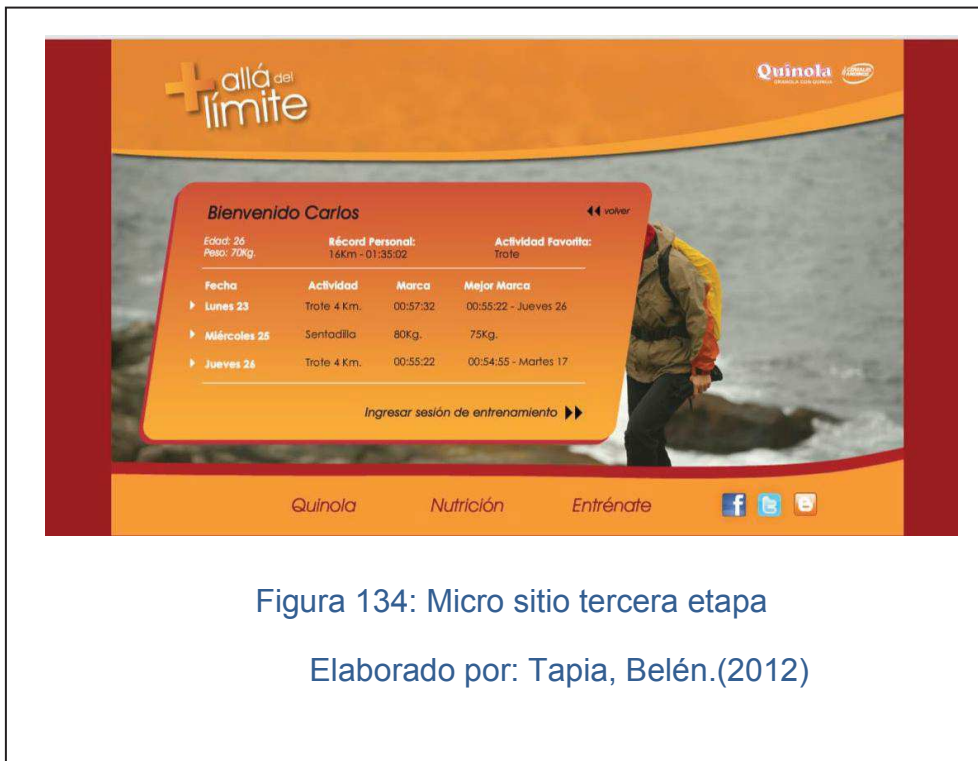 + allá del
límite
Quinola
GRANOLA CON QUINUA
Bienvenido Carlos
volver
Edad: 26
Peso: 70Kg.
Récord Personal:
16Km - 01:35:02
Actividad Favorita:
Trote
Fecha Actividad Marca Mejor Marca
Lunes 23 Trote 4 Km. 00:57:32 00:55:22 - Jueves 26
Miércoles 25 Sentadilla 80Kg. 75Kg.
Jueves 26 Trote 4 Km. 00:55:22 00:54:55 - Martes 17
Ingresar sesión de entrenamiento
Quinola Nutrición Entrénate
Figura 134: Micro sitio tercera etapa
Elaborado por: Tapia, Belén.(2012)